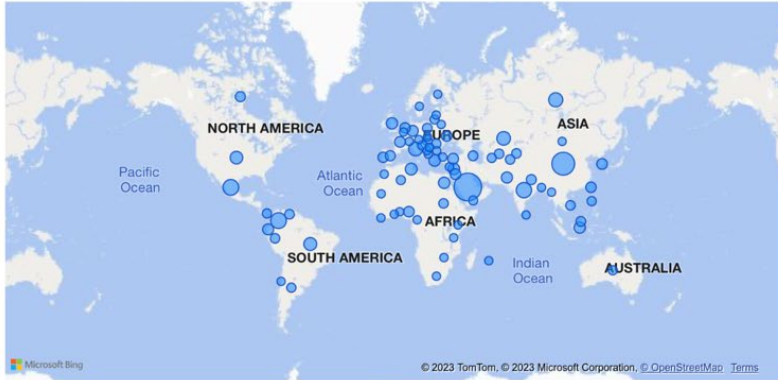 NORTH AMERICA
EUROPE
ASIA
Pacific
Ocean
Atlantic
Ocean
AFRICA
SOUTH AMERICA
Indian
Ocean
AUSTRALIA
Microsoft Bing
© 2023 TomTom, © 2023 Microsoft Corporation, © OpenStreetMap Terms